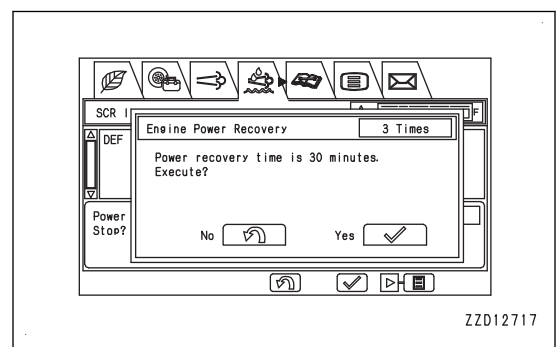 SCR I
F
DEF
Engine Power Recovery
3 Times
Power recovery time is 30 minutes.
Execute?
Power
Stop?
No
Yes
ZZD12717